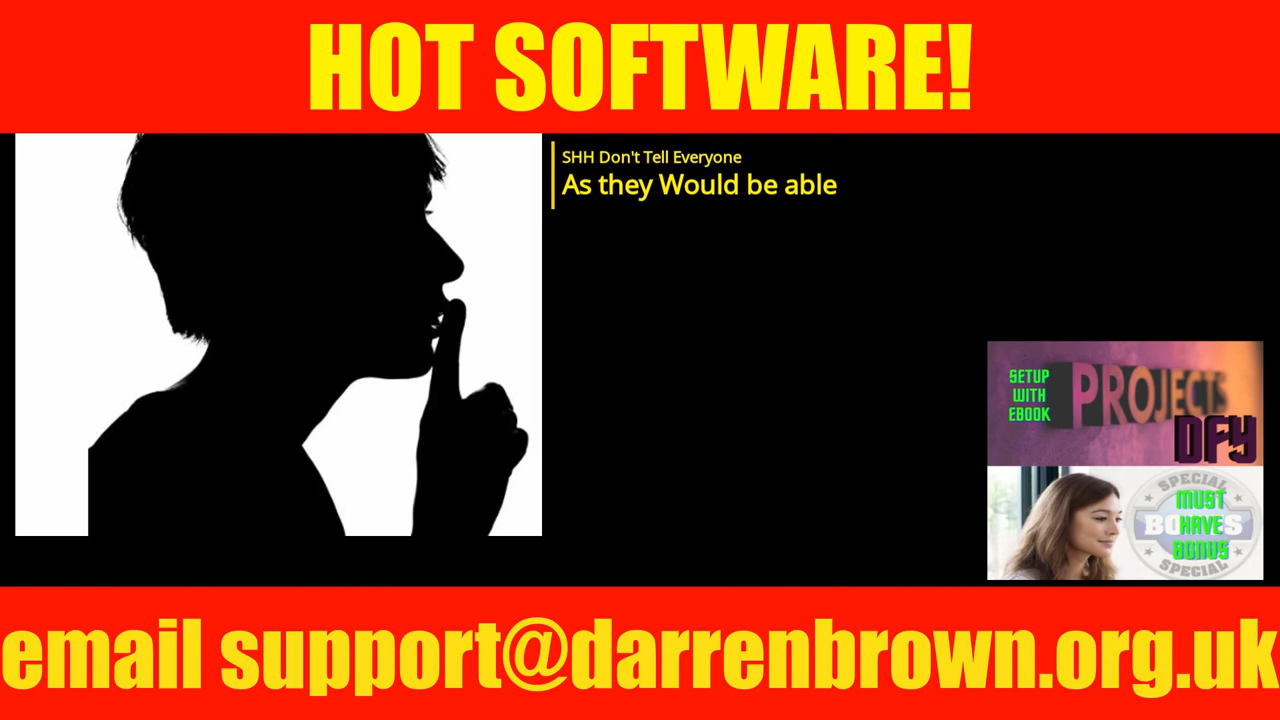 HOT SOFTWARE!
SHH Don't Tell Everyone
As they Would be able
SETUP
WITH
EBOOK
PROJECTS
DFY
SPECIAL
MUST
HAVE
BONUS
SPECIAL
email support@darrenbrown.org.uk